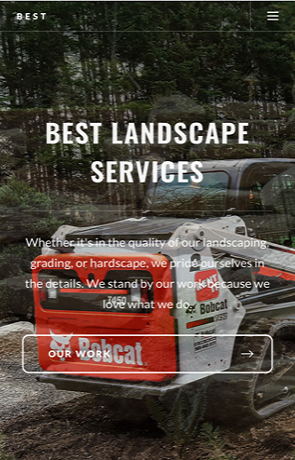 BEST
BEST LANDSCAPE
SERVICES
Whether it's in the quality of our landscaping,
grading, or hardscape, we pride ourselves in
the details. We stand by our work because we
love what we do.
T450
Bobcat
OUR WORK
Bobcat